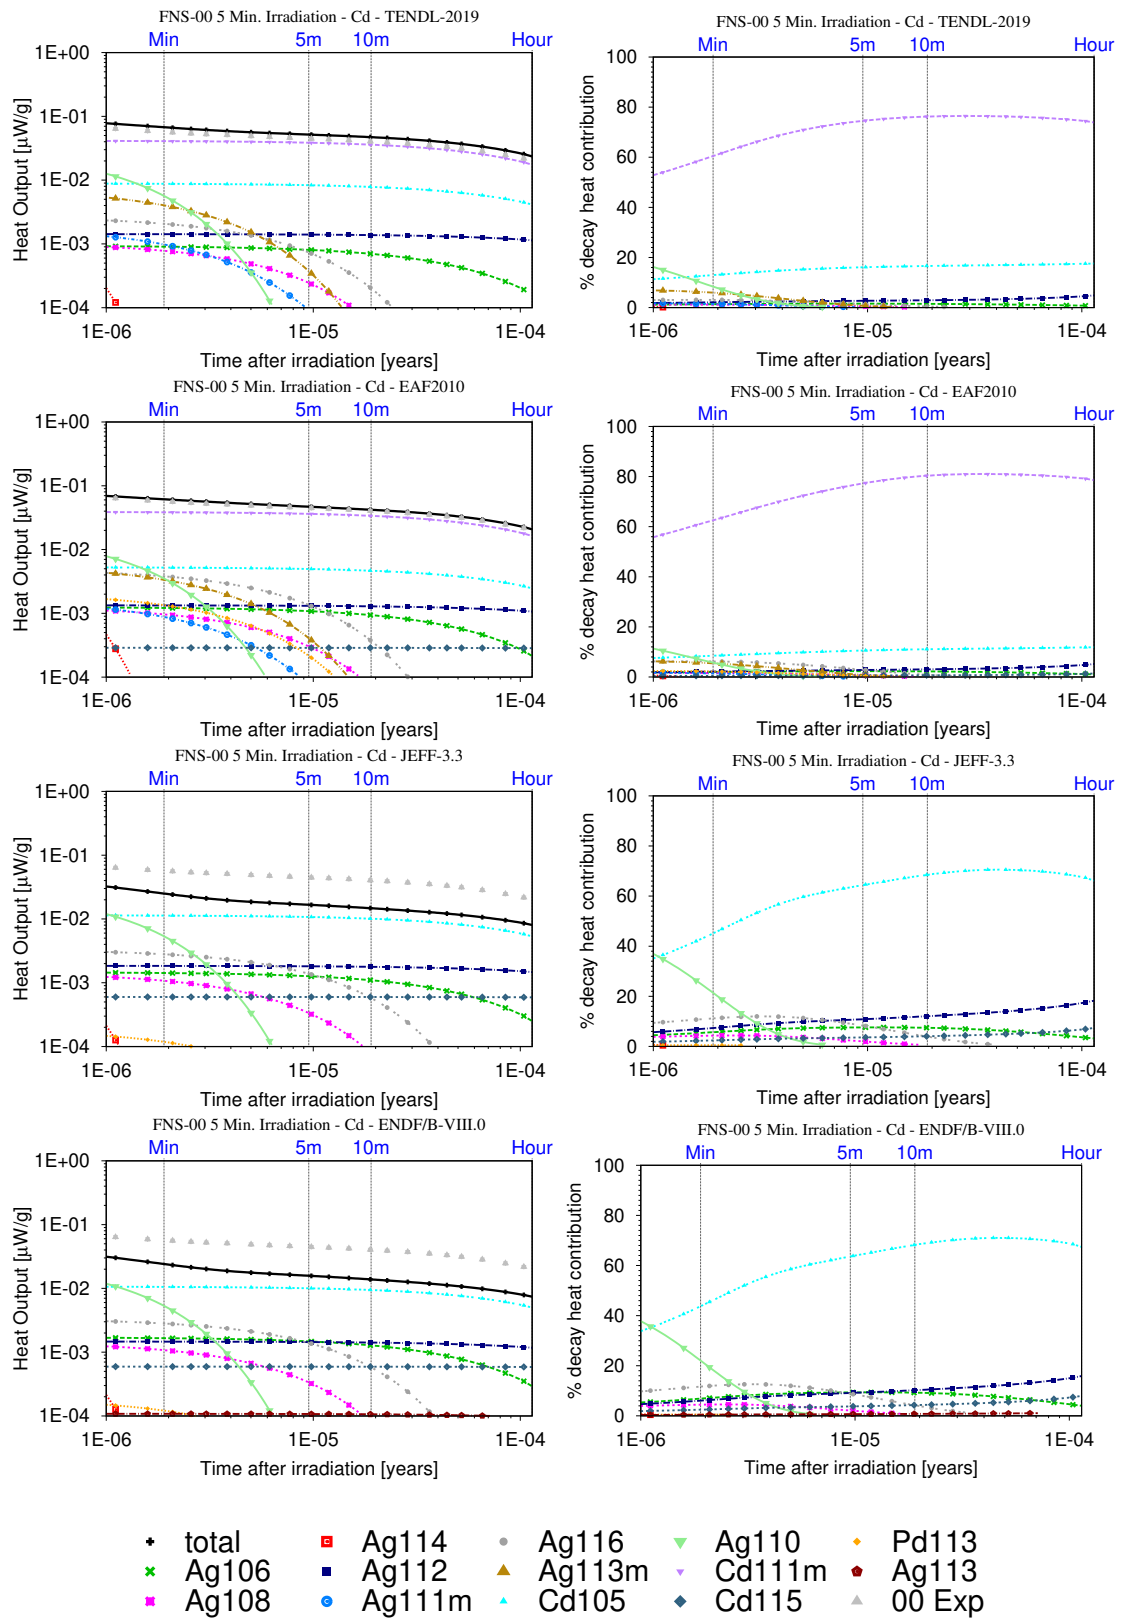 FNS-00 5 Min. Irradiation - Cd - TENDL-2019
Min 5m 10m Hour
1E+00
1E-01
1E-02
1E-03
1E-04
Heat Output [µW/g]
1E-06 1E-05 1E-04
Time after irradiation [years]
FNS-00 5 Min. Irradiation - Cd - TENDL-2019
Min 5m 10m Hour
100
80
60
40
20
0
% decay heat contribution
1E-06 1E-05 1E-04
Time after irradiation [years]
FNS-00 5 Min. Irradiation - Cd - EAF2010
Min 5m 10m Hour
1E+00
1E-01
1E-02
1E-03
1E-04
Heat Output [µW/g]
1E-06 1E-05 1E-04
Time after irradiation [years]
FNS-00 5 Min. Irradiation - Cd - EAF2010
Min 5m 10m Hour
100
80
60
40
20
0
% decay heat contribution
1E-06 1E-05 1E-04
Time after irradiation [years]
FNS-00 5 Min. Irradiation - Cd - JEFF-3.3
Min 5m 10m Hour
1E+00
1E-01
1E-02
1E-03
1E-04
Heat Output [µW/g]
1E-06 1E-05 1E-04
Time after irradiation [years]
FNS-00 5 Min. Irradiation - Cd - JEFF-3.3
Min 5m 10m Hour
100
80
60
40
20
0
% decay heat contribution
1E-06 1E-05 1E-04
Time after irradiation [years]
FNS-00 5 Min. Irradiation - Cd - ENDF/B-VIII.0
Min 5m 10m Hour
1E+00
1E-01
1E-02
1E-03
1E-04
Heat Output [µW/g]
1E-06 1E-05 1E-04
Time after irradiation [years]
FNS-00 5 Min. Irradiation - Cd - ENDF/B-VIII.0
Min 5m 10m Hour
100
80
60
40
20
0
% decay heat contribution
1E-06 1E-05 1E-04
Time after irradiation [years]
total Ag114 Ag116 Ag110 Pd113
Ag106 Ag112 Ag113m Cd111m Ag113
Ag108 Ag111m Cd105 Cd115 00 Exp